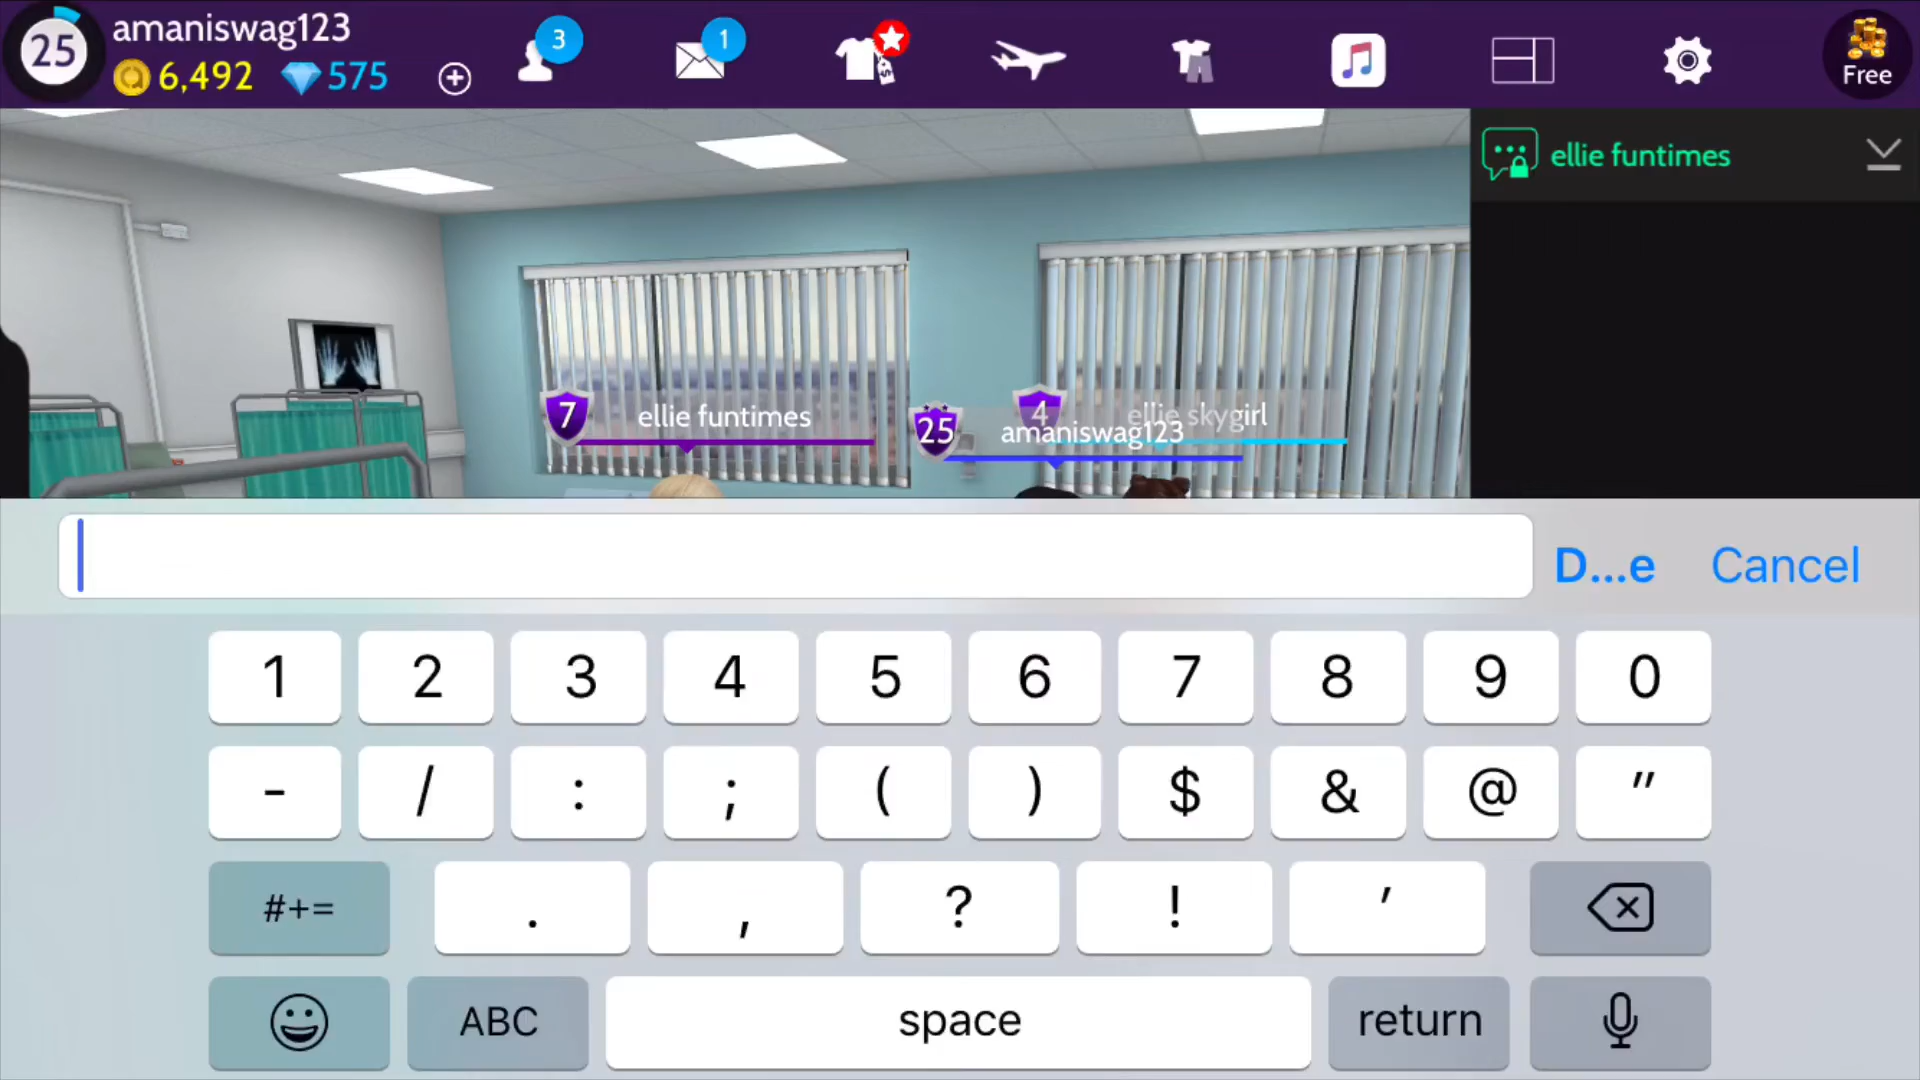 25
amaniswag123
6,492 575
3
1
Free
ellie funtimes
7 ellie funtimes
4 ellie skygirl
25 amaniswag123
D...e Cancel
1 2 3 4 5 6 7 8 9 0
- / : ; ( ) $ & @ "
#+= . , ? ! '
ABC space return